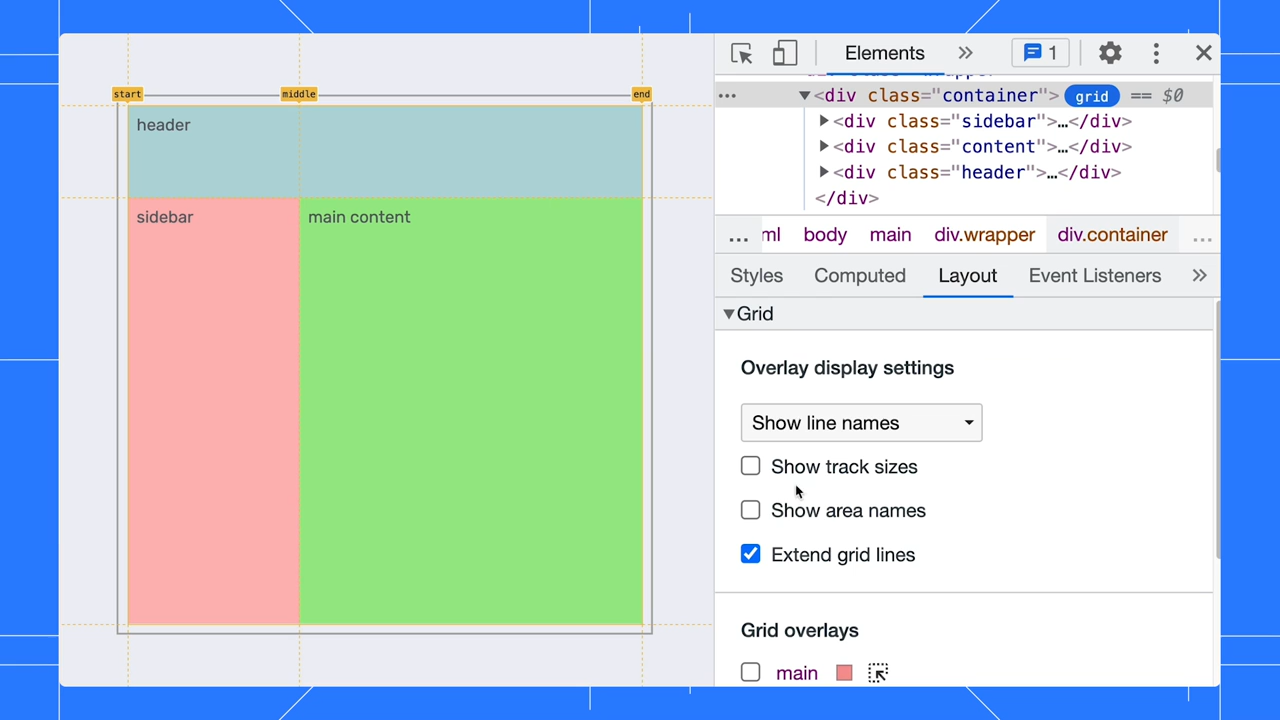 start middle end
header
sidebar main content
Elements » 1
▼<div class="container"> grid == $0
▶<div class="sidebar">…</div>
▶<div class="content">…</div>
▶<div class="header">…</div>
</div>
… ml body main div.wrapper div.container …
Styles Computed Layout Event Listeners »
▼Grid
Overlay display settings
Show line names
Show track sizes
Show area names
Extend grid lines
Grid overlays
main